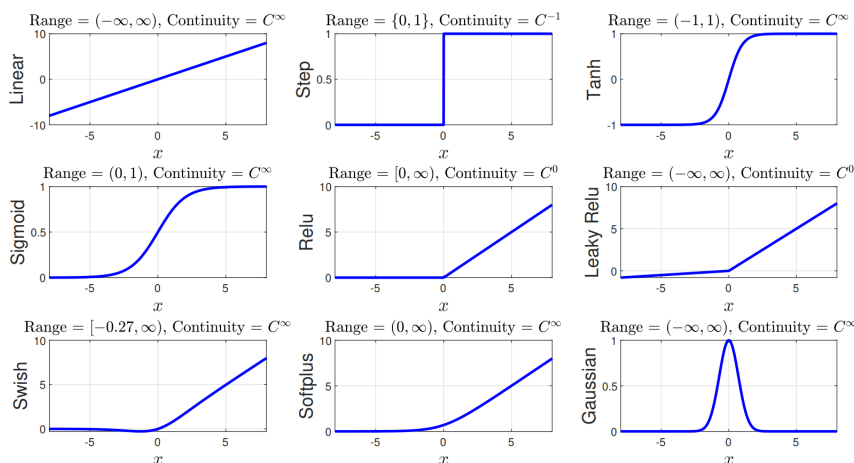 Range = (−∞, ∞), Continuity = C^∞
10
0
-10
Linear
-5 0 5
x
Range = {0, 1}, Continuity = C^−1
1
0.5
0
Step
-5 0 5
x
Range = (−1, 1), Continuity = C^∞
1
0
-1
Tanh
-5 0 5
x
Range = (0, 1), Continuity = C^∞
1
0.5
0
Sigmoid
-5 0 5
x
Range = [0, ∞), Continuity = C^0
10
5
0
Relu
-5 0 5
x
Range = (−∞, ∞), Continuity = C^0
10
5
0
Leaky Relu
-5 0 5
x
Range = [−0.27, ∞), Continuity = C^∞
10
5
0
Swish
-5 0 5
x
Range = (0, ∞), Continuity = C^∞
10
5
0
Softplus
-5 0 5
x
Range = (−∞, ∞), Continuity = C^∞
1
0.5
0
Gaussian
-5 0 5
x